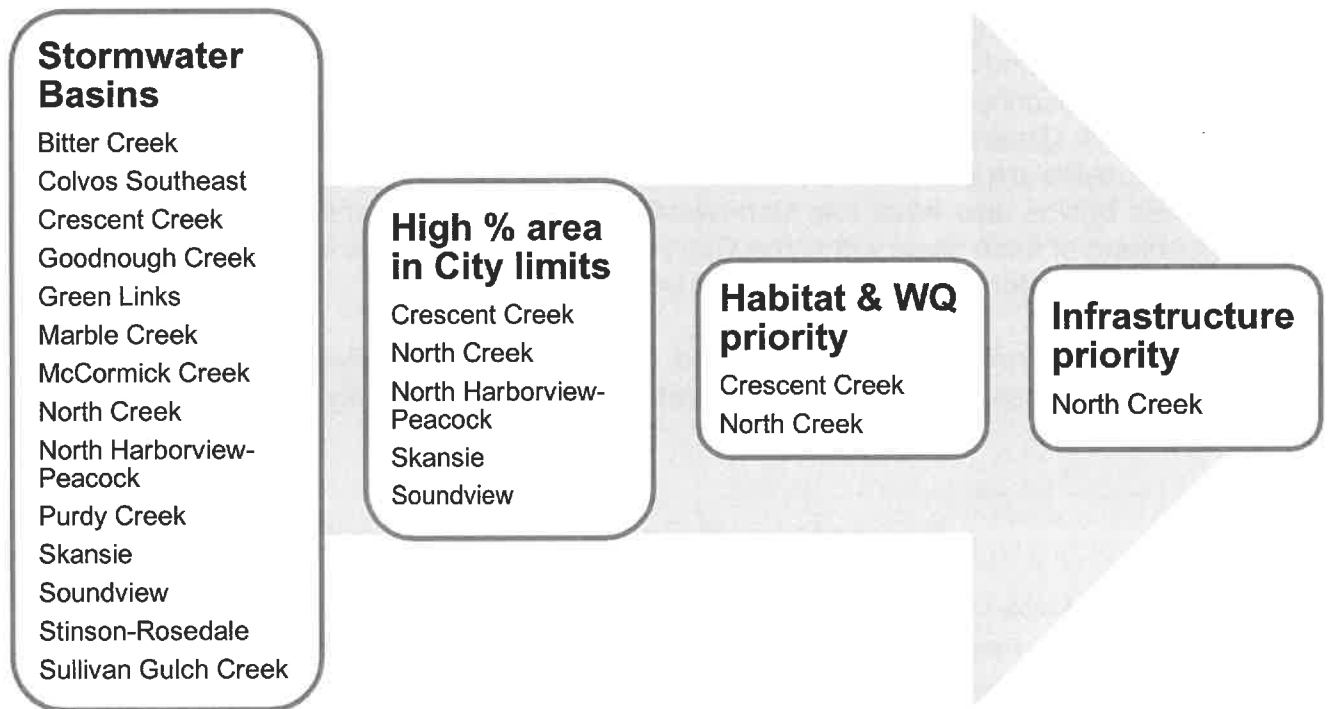 Stormwater
Basins
Bitter Creek
Colvos Southeast
Crescent Creek
Goodnough Creek
Green Links
Marble Creek
McCormick Creek
North Creek
North Harborview-
Peacock
Purdy Creek
Skansie
Soundview
Stinson-Rosedale
Sullivan Gulch Creek
High % area
in City limits
Crescent Creek
North Creek
North Harborview-
Peacock
Skansie
Soundview
Habitat & WQ
priority
Crescent Creek
North Creek
Infrastructure
priority
North Creek